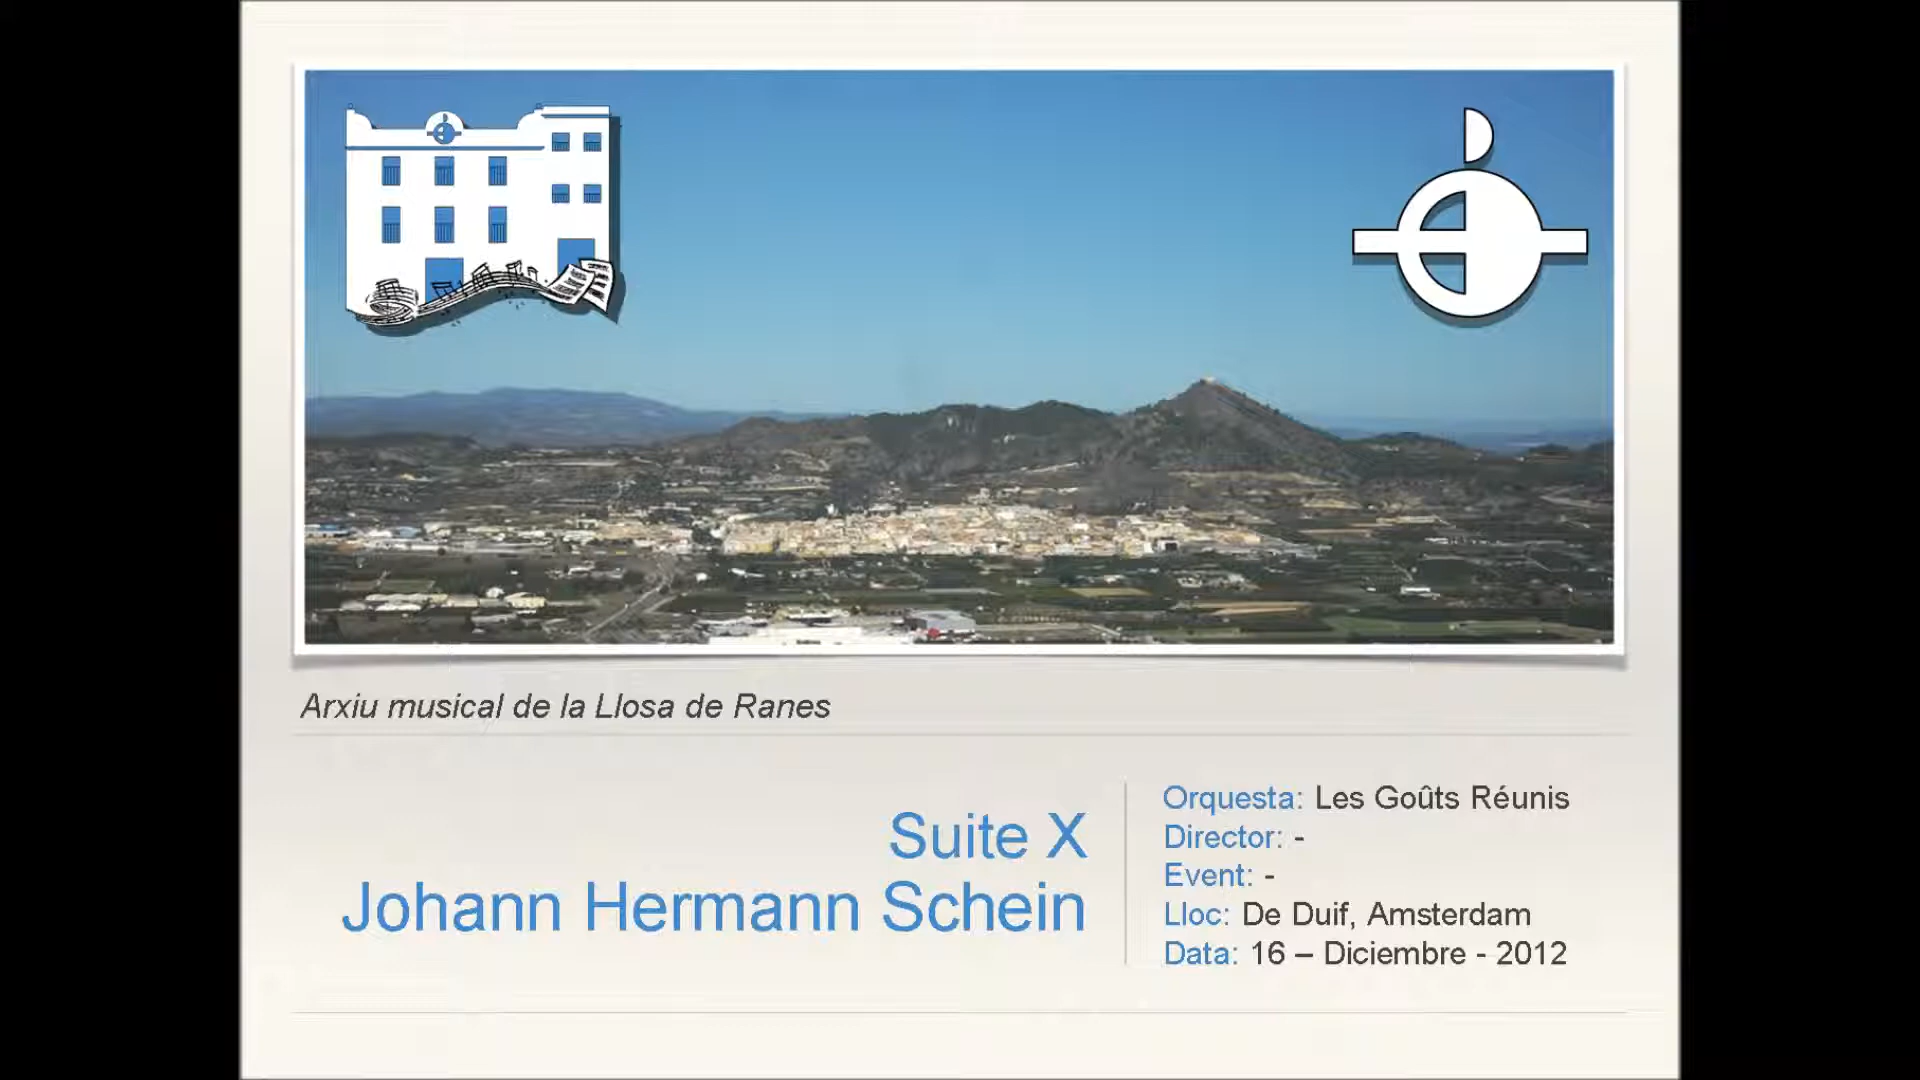 Arxiu musical de la Llosa de Ranes
Suite X
Johann Hermann Schein
Orquesta: Les Goûts Réunis
Director: -
Event: -
Lloc: De Duif, Amsterdam
Data: 16 – Diciembre - 2012